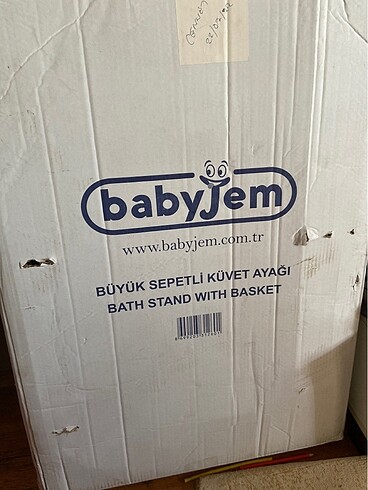 babyjem
www.babyjem.com.tr
BÜYÜK SEPETLİ KÜVET AYAĞI
BATH STAND WITH BASKET